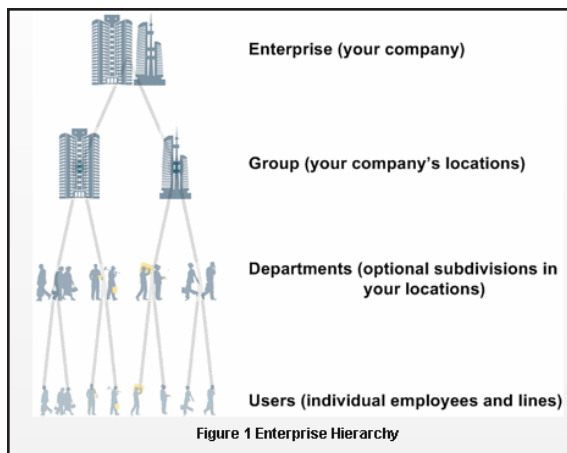 Enterprise (your company)
Group (your company's locations)
Departments (optional subdivisions in
your locations)
Users (individual employees and lines)
Figure 1 Enterprise Hierarchy